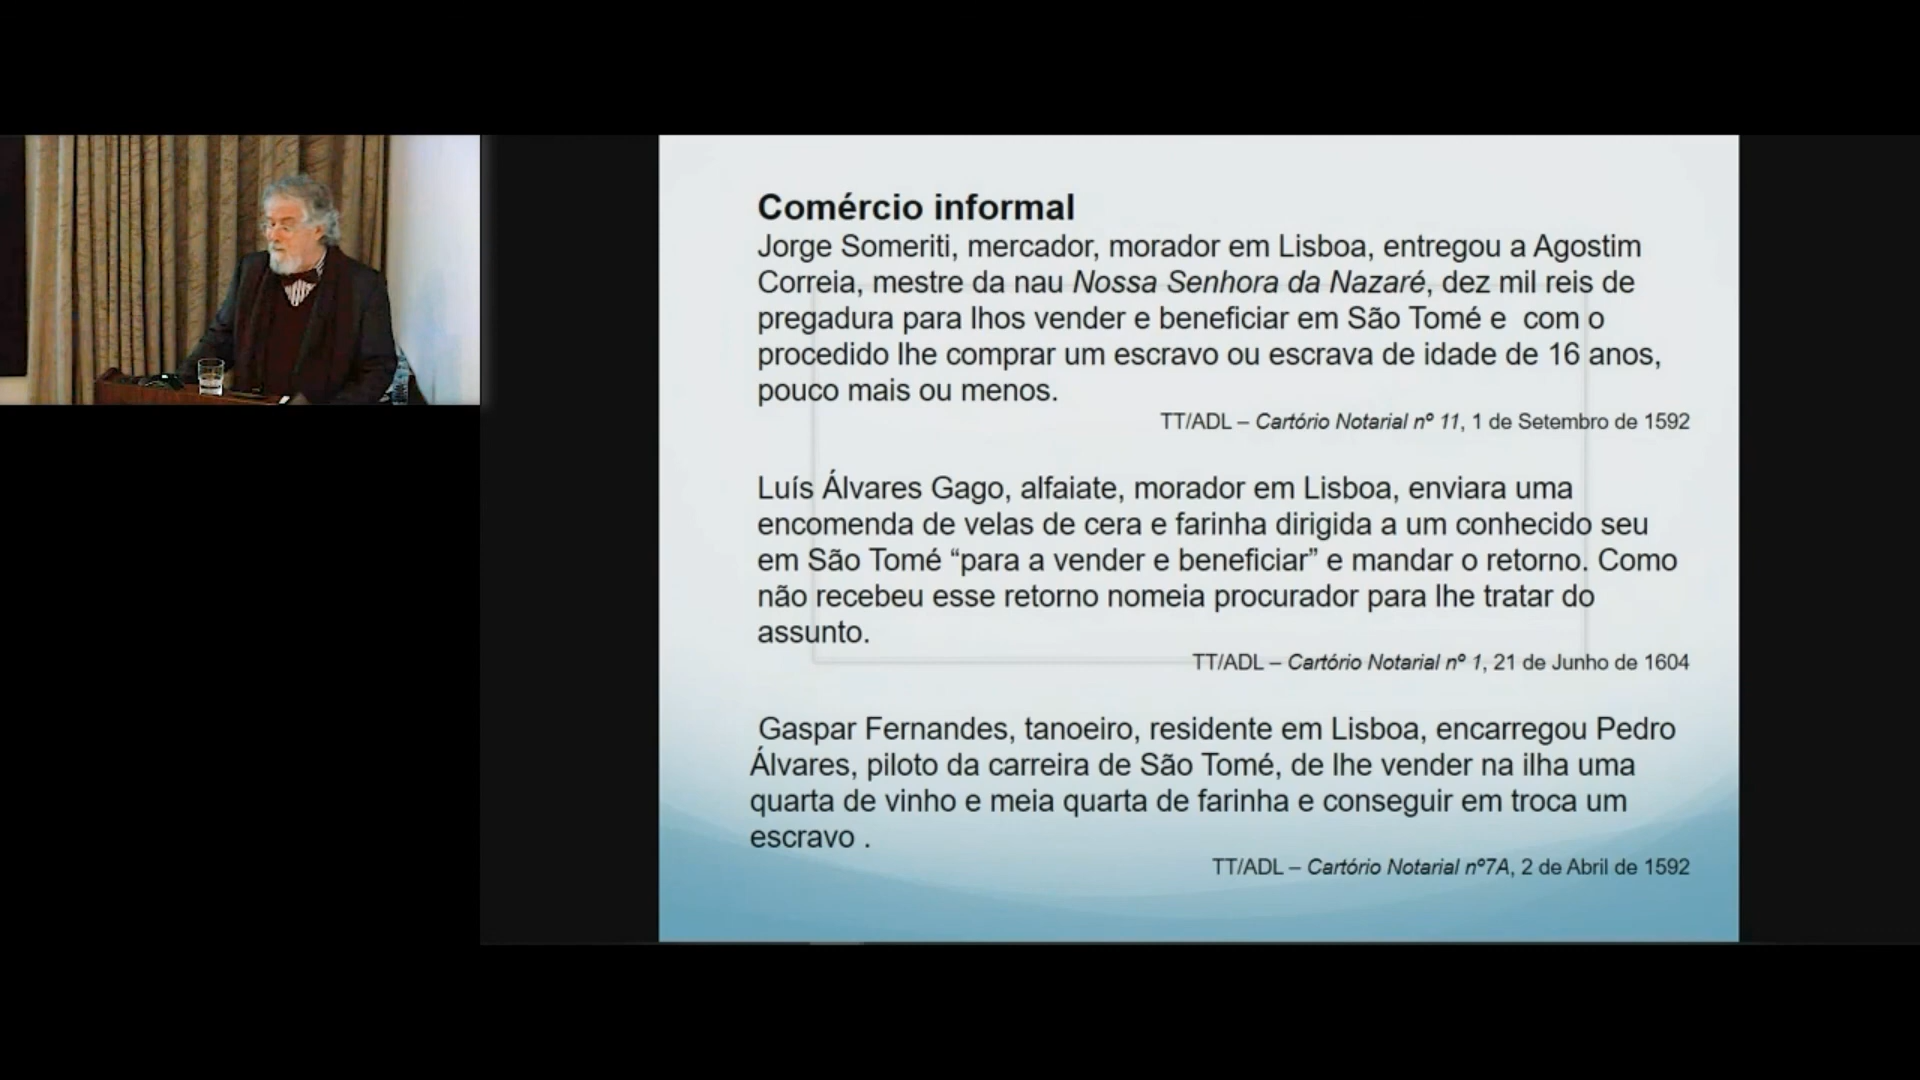 Comércio informal
Jorge Someriti, mercador, morador em Lisboa, entregou a Agostim
Correia, mestre da nau Nossa Senhora da Nazaré, dez mil reis de
pregadura para lhos vender e beneficiar em São Tomé e com o
procedido lhe comprar um escravo ou escrava de idade de 16 anos,
pouco mais ou menos.
TT/ADL – Cartório Notarial nº 11, 1 de Setembro de 1592
Luís Álvares Gago, alfaiate, morador em Lisboa, enviara uma
encomenda de velas de cera e farinha dirigida a um conhecido seu
em São Tomé “para a vender e beneficiar” e mandar o retorno. Como
não recebeu esse retorno nomeia procurador para lhe tratar do
assunto.
TT/ADL – Cartório Notarial nº 1, 21 de Junho de 1604
Gaspar Fernandes, tanoeiro, residente em Lisboa, encarregou Pedro
Álvares, piloto da carreira de São Tomé, de lhe vender na ilha uma
quarta de vinho e meia quarta de farinha e conseguir em troca um
escravo .
TT/ADL – Cartório Notarial nº7A, 2 de Abril de 1592